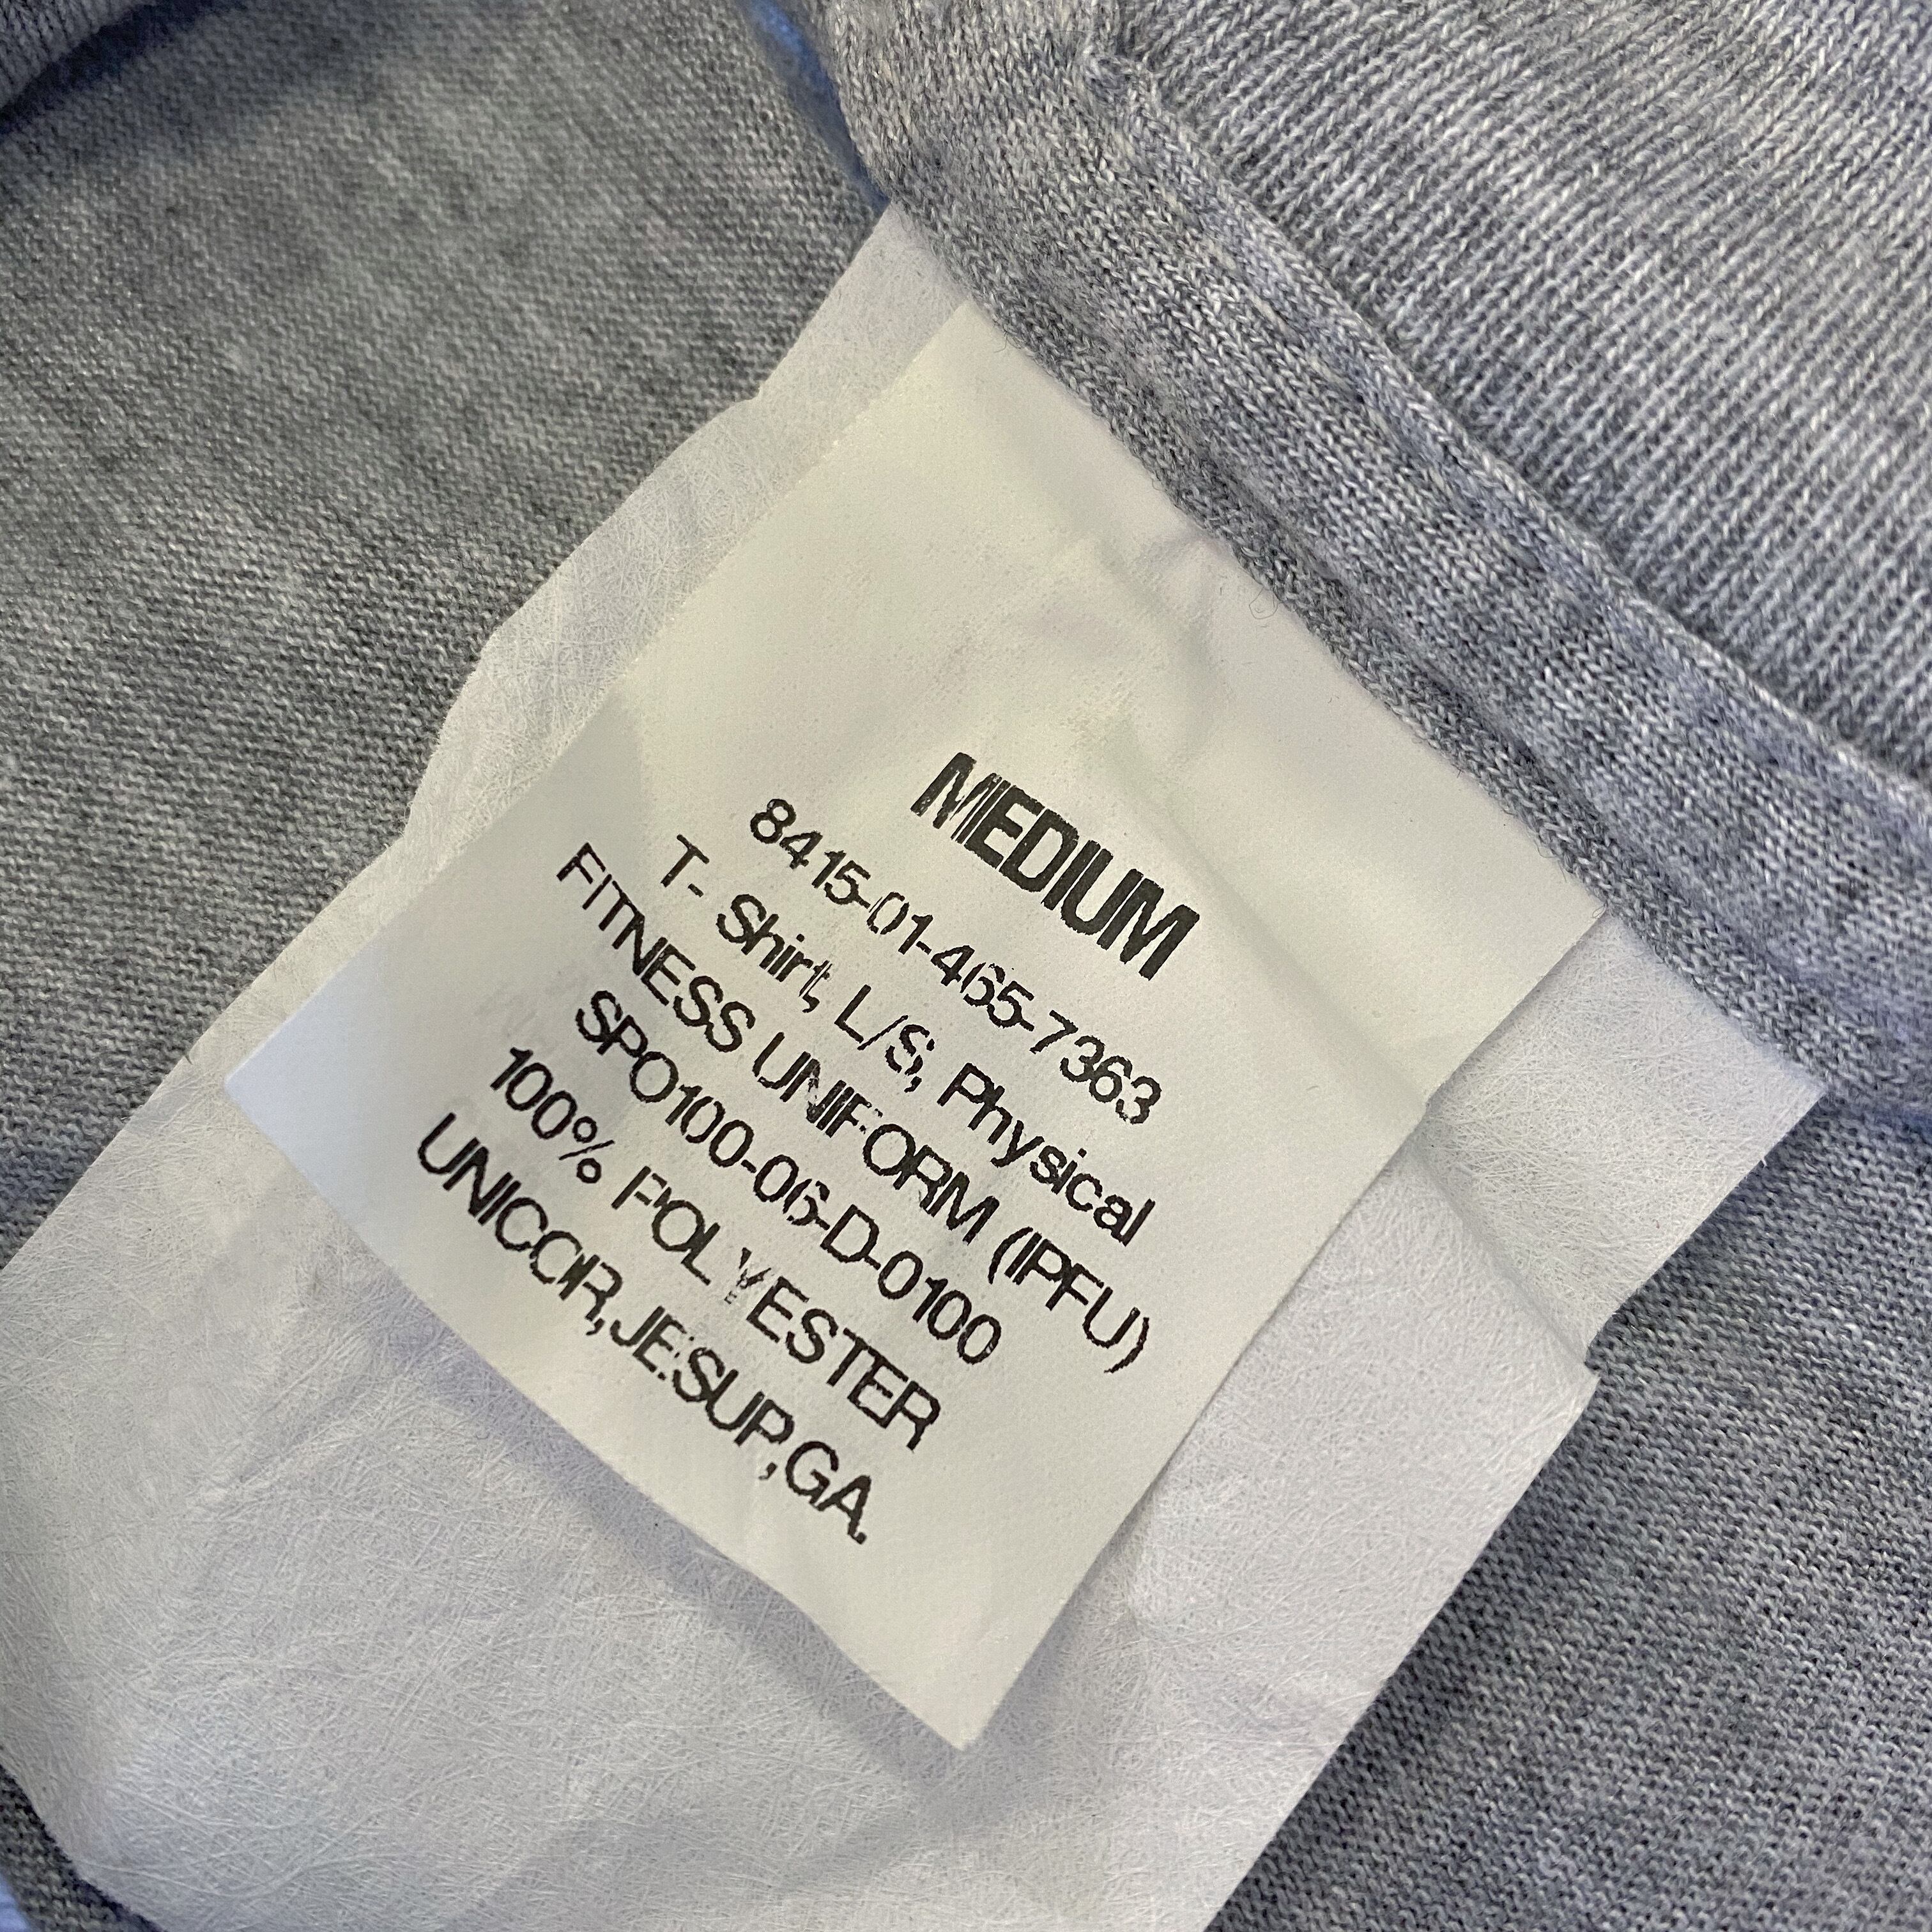 MEDIUM
8415-01-465-7363
T- Shirt, L/S, Physical
FITNESS UNIFORM (IPFU)
SPO100-06-D-0100
100% POLYESTER
UNICOR, JESUP, GA.